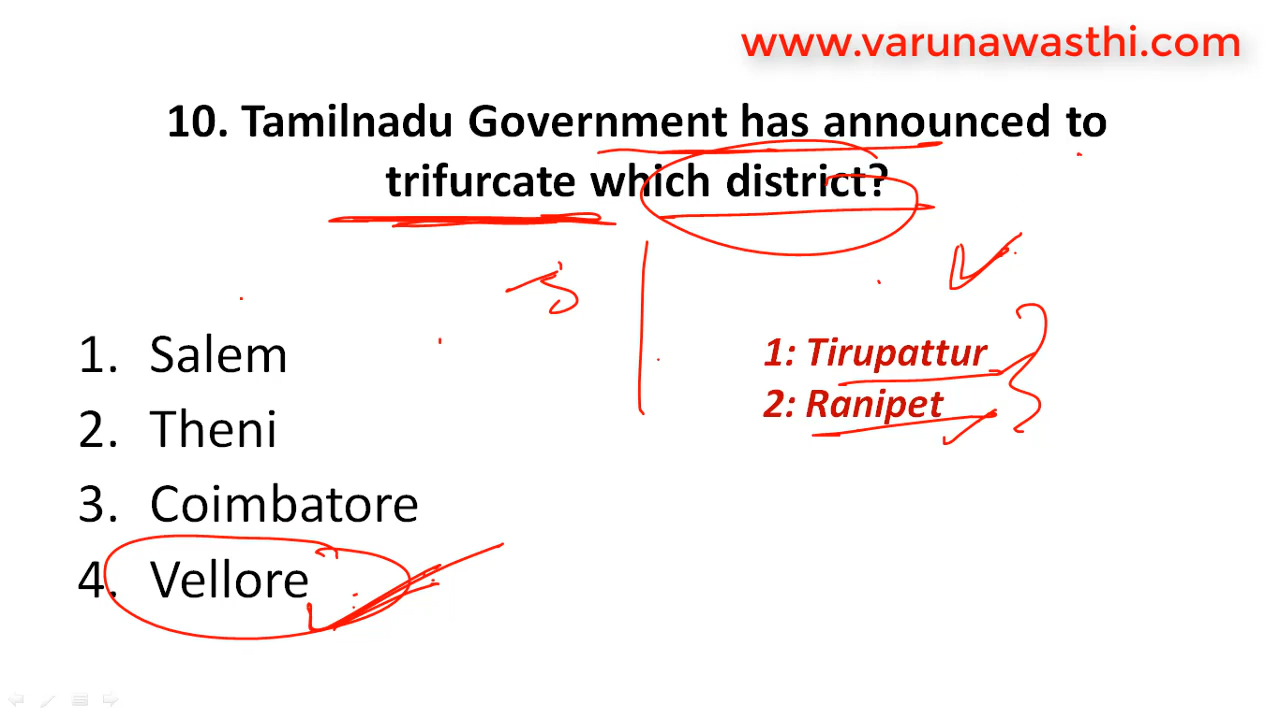 www.varunawasthi.com
10. Tamilnadu Government has announced to
trifurcate which district?
1. Salem
2. Theni
3. Coimbatore
4. Vellore
1: Tirupattur
2: Ranipet
3